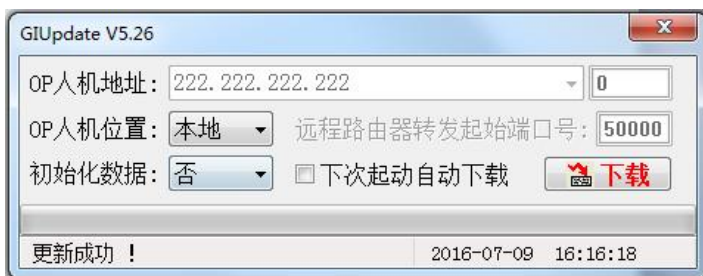 GIUpdate V5.26
OP人机地址: 222.222.222.222 0
OP人机位置: 本地 远程路由器转发起始端口号: 50000
初始化数据: 否 下次起动自动下载 下载
更新成功 ! 2016-07-09 16:16:18